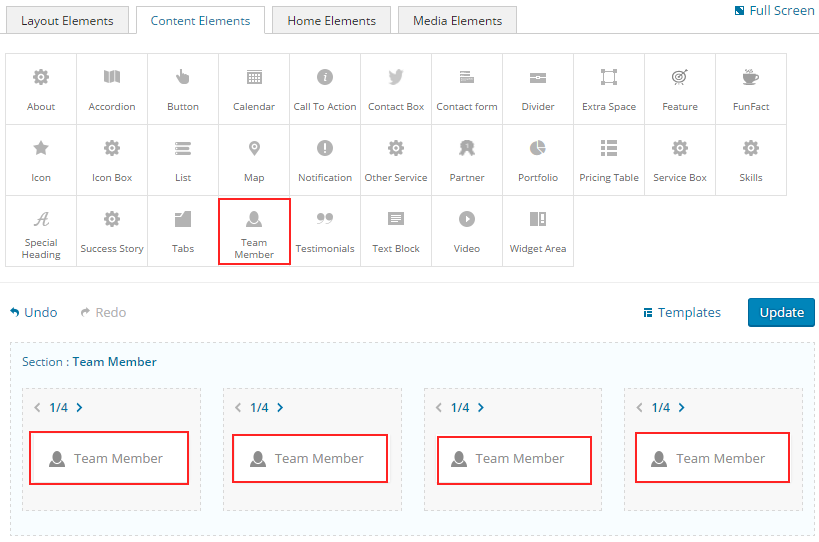 Layout Elements Content Elements Home Elements Media Elements Full Screen
About Accordion Button Calendar Call To Action Contact Box Contact form Divider Extra Space Feature FunFact
Icon Icon Box List Map Notification Other Service Partner Portfolio Pricing Table Service Box Skills
Special Heading Success Story Tabs Team Member Testimonials Text Block Video Widget Area
Undo Redo Templates Update
Section : Team Member
1/4 1/4 1/4 1/4
Team Member Team Member Team Member Team Member